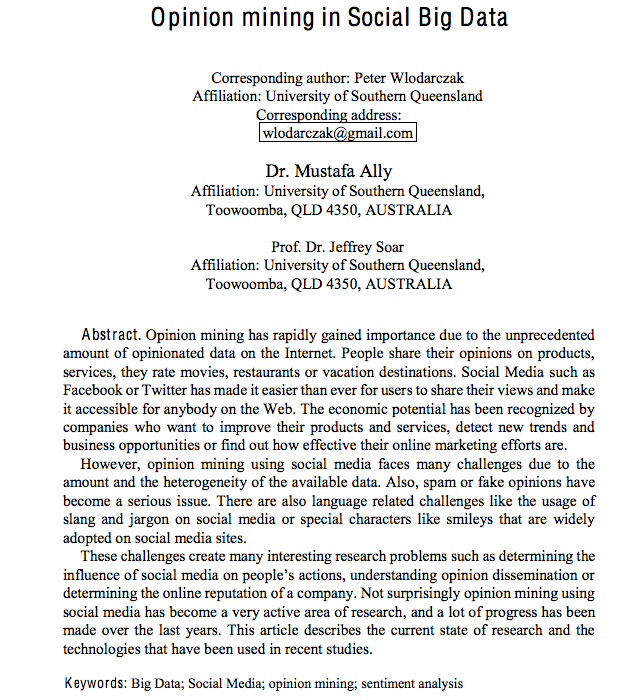 Opinion mining in Social Big Data
Corresponding author: Peter Wlodarczak
Affiliation: University of Southern Queensland
Corresponding address:
wlodarczak@gmail.com
Dr. Mustafa Ally
Affiliation: University of Southern Queensland,
Toowoomba, QLD 4350, AUSTRALIA
Prof. Dr. Jeffrey Soar
Affiliation: University of Southern Queensland,
Toowoomba, QLD 4350, AUSTRALIA
Abstract. Opinion mining has rapidly gained importance due to the unprecedented
amount of opinionated data on the Internet. People share their opinions on products,
services, they rate movies, restaurants or vacation destinations. Social Media such as
Facebook or Twitter has made it easier than ever for users to share their views and make
it accessible for anybody on the Web. The economic potential has been recognized by
companies who want to improve their products and services, detect new trends and
business opportunities or find out how effective their online marketing efforts are.
However, opinion mining using social media faces many challenges due to the
amount and the heterogeneity of the available data. Also, spam or fake opinions have
become a serious issue. There are also language related challenges like the usage of
slang and jargon on social media or special characters like smileys that are widely
adopted on social media sites.
These challenges create many interesting research problems such as determining the
influence of social media on people's actions, understanding opinion dissemination or
determining the online reputation of a company. Not surprisingly opinion mining using
social media has become a very active area of research, and a lot of progress has been
made over the last years. This article describes the current state of research and the
technologies that have been used in recent studies.
Keywords: Big Data; Social Media; opinion mining; sentiment analysis